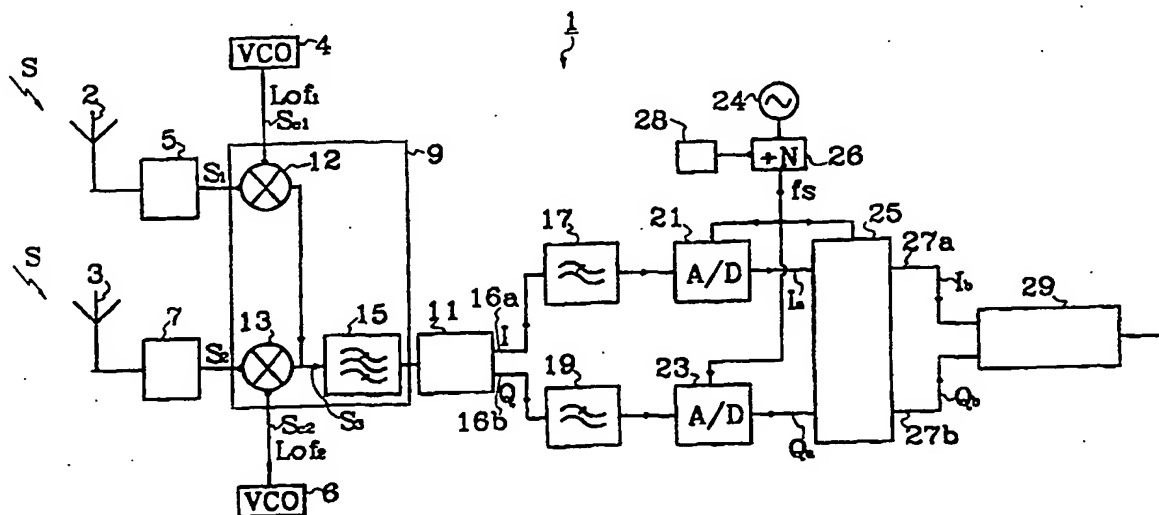 1
VCO 4
S
2
Lof₁
Sc1
24
28
÷N 26
fs
5
S₁
12
9
17
21
A/D
25
27a
Ia
Ib
29
S
3
7
S₂
13
15
11
16a
I
Q
16b
19
23
A/D
Qa
Qb
27b
Sc2
S₃
Lof₂
VCO 6